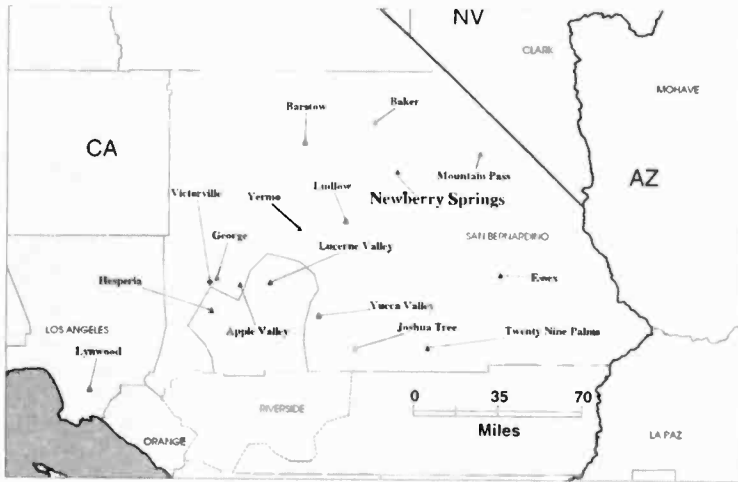 NV
CLARK
MOHAVE
Barstow
Baker
CA
AZ
Mountain Pass
Ludlow
Victorville
Yermo
Newberry Springs
George
SAN BERNARDINO
Lucerne Valley
Hesperia
Essex
Yucca Valley
LOS ANGELES
Apple Valley
Joshua Tree
Twenty Nine Palms
Lynwood
0 35 70
Miles
RIVERSIDE
ORANGE
LA PAZ